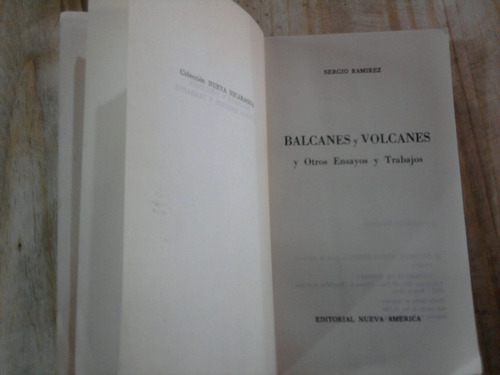 Colección NUEVA NICARAGUA
SERGIO RAMIREZ
BALCANES y VOLCANES
y Otros Ensayos y Trabajos
EDITORIAL NUEVA AMERICA